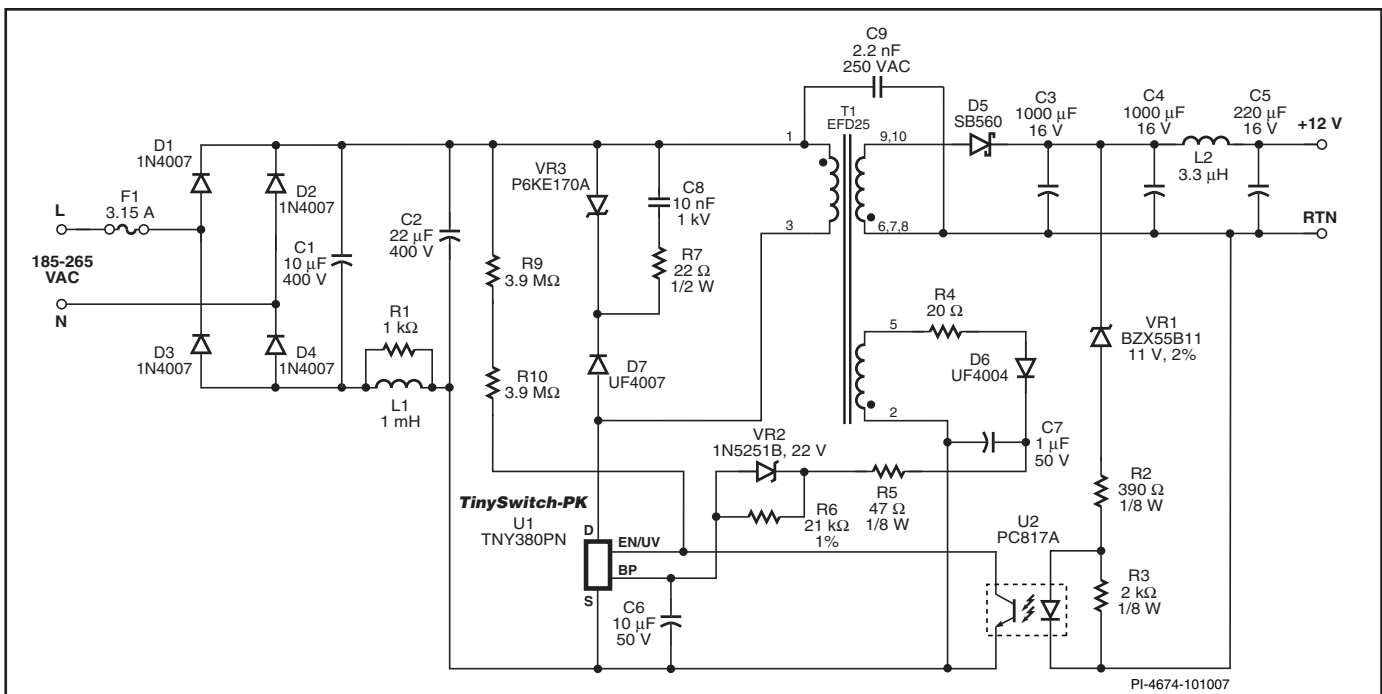 C9
2.2 nF
250 VAC
D5
SB560
C3
1000 µF
16 V
C4
1000 µF
16 V
C5
220 µF
16 V
+12 V
T1
EFD25
1
9,10
L2
3.3 µH
D1
1N4007
VR3
P6KE170A
C8
10 nF
1 kV
D2
1N4007
F1
3.15 A
L
C2
22 µF
400 V
3
6,7,8
RTN
185-265
VAC
C1
10 µF
400 V
R9
3.9 MΩ
R7
22 Ω
1/2 W
N
R4
20 Ω
R1
1 kΩ
5
VR1
BZX55B11
11 V, 2%
D3
1N4007
D4
1N4007
D7
UF4007
D6
UF4004
R10
3.9 MΩ
L1
1 mH
2
C7
1 µF
50 V
VR2
1N5251B, 22 V
R2
390 Ω
1/8 W
TinySwitch-PK
U1
TNY380PN
R5
47 Ω
1/8 W
R6
21 kΩ
1%
D
EN/UV
BP
S
U2
PC817A
R3
2 kΩ
1/8 W
C6
10 µF
50 V
PI-4674-101007